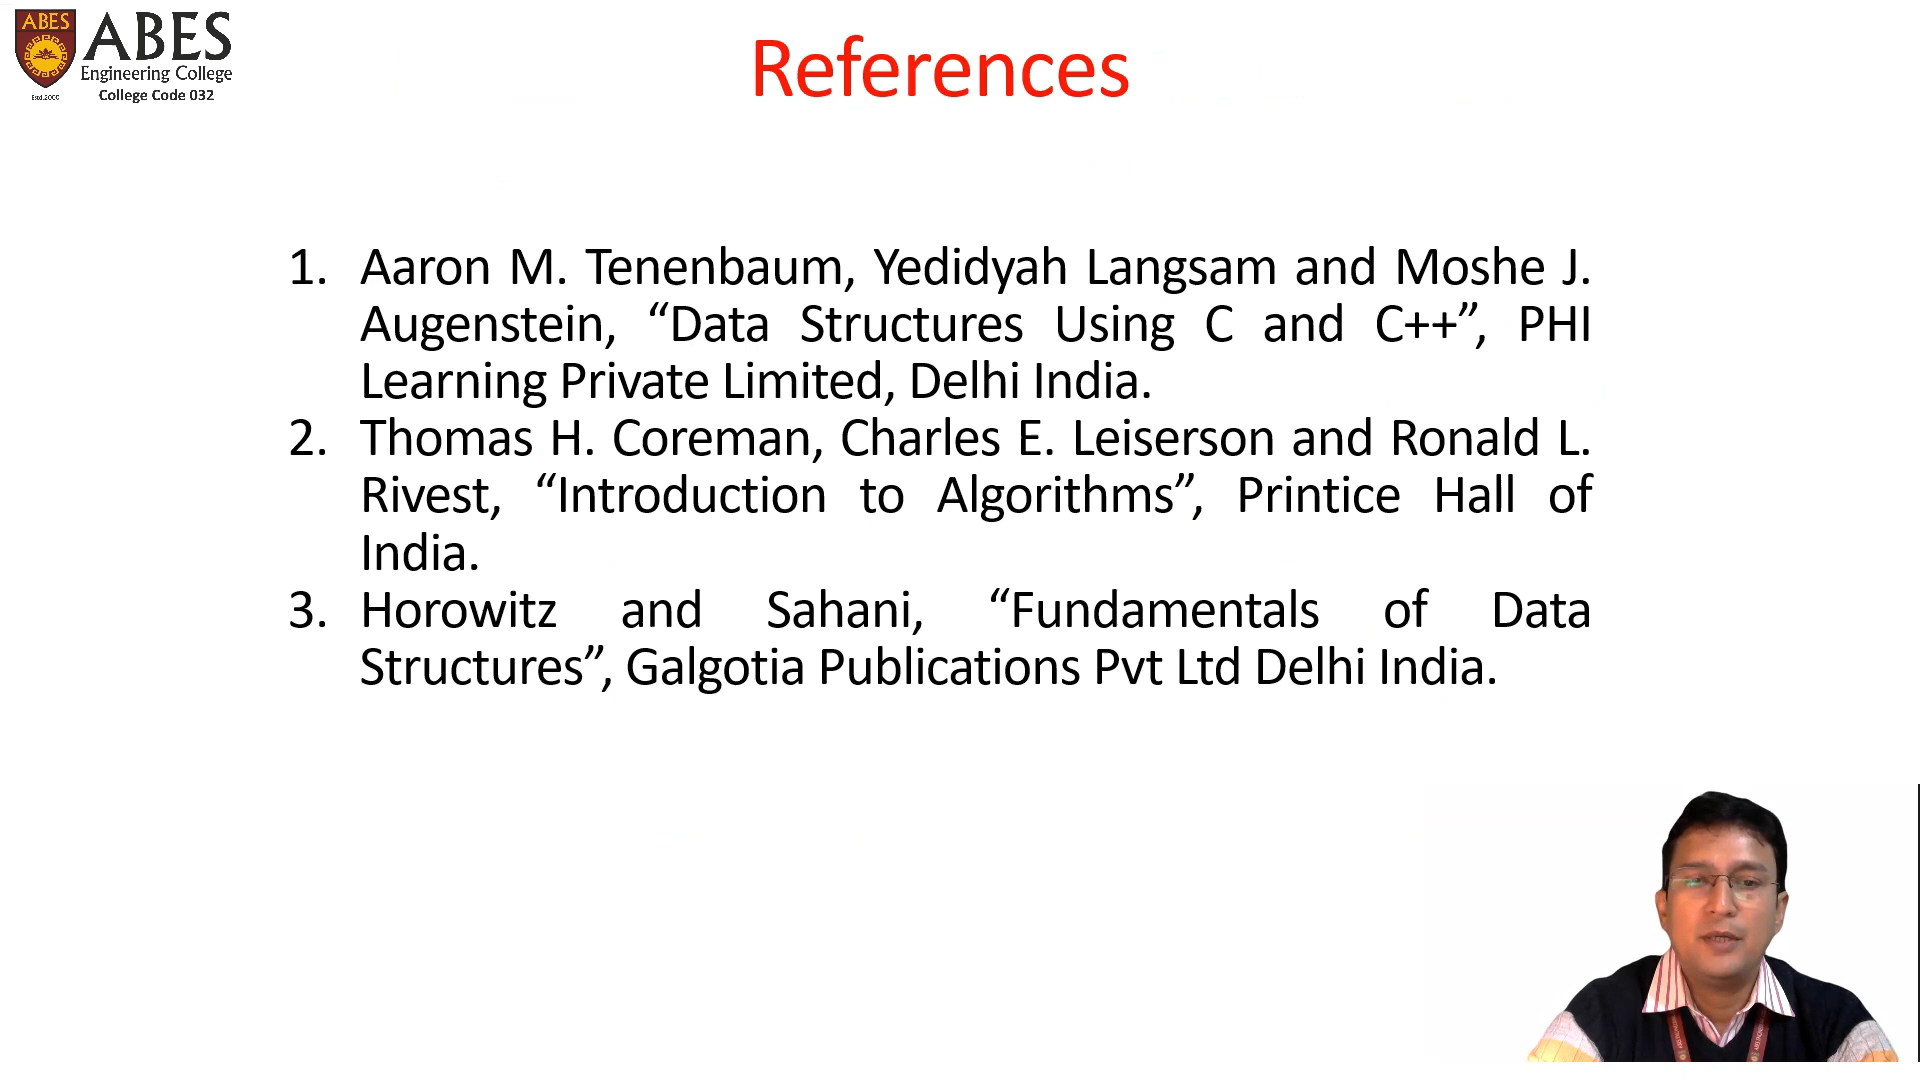 ABES
ABES
Engineering College
College Code 032
Estd.2000
References
1. Aaron M. Tenenbaum, Yedidyah Langsam and Moshe J.
Augenstein, “Data Structures Using C and C++”, PHI
Learning Private Limited, Delhi India.
2. Thomas H. Coreman, Charles E. Leiserson and Ronald L.
Rivest, “Introduction to Algorithms”, Printice Hall of
India.
3. Horowitz and Sahani, “Fundamentals of Data
Structures”, Galgotia Publications Pvt Ltd Delhi India.